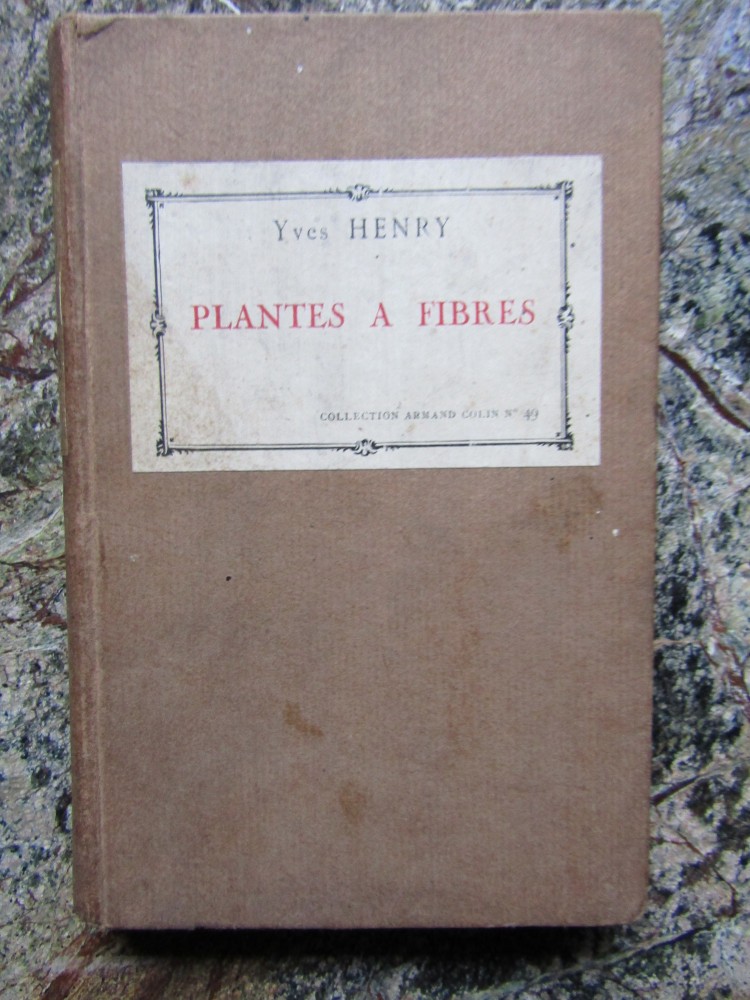 Yves HENRY
PLANTES A FIBRES
COLLECTION ARMAND COLIN N° 49